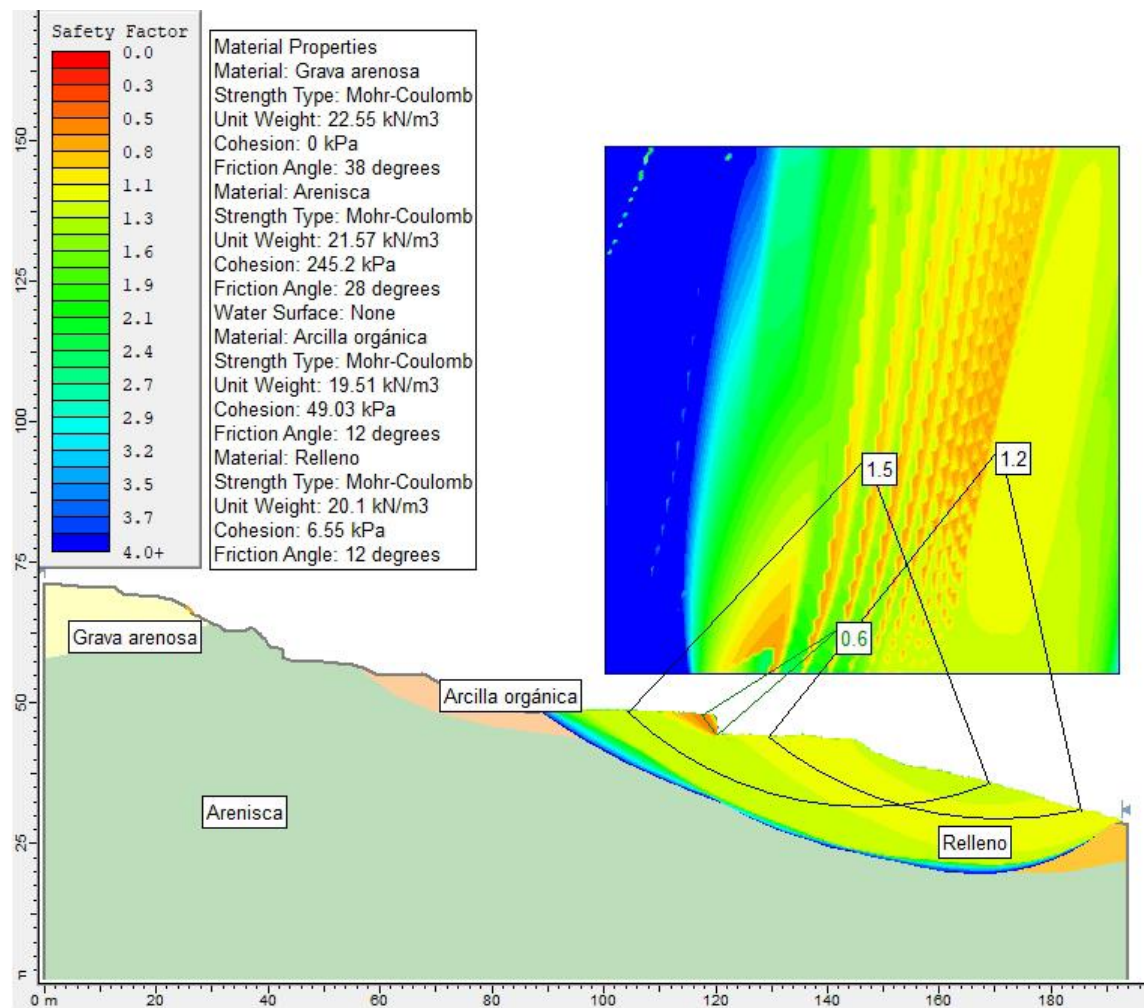 Safety Factor
0.0
0.3
0.5
0.8
1.1
1.3
1.6
1.9
2.1
2.4
2.7
2.9
3.2
3.5
3.7
4.0+
Material Properties
Material: Grava arenosa
Strength Type: Mohr-Coulomb
Unit Weight: 22.55 kN/m3
Cohesion: 0 kPa
Friction Angle: 38 degrees
Material: Arenisca
Strength Type: Mohr-Coulomb
Unit Weight: 21.57 kN/m3
Cohesion: 245.2 kPa
Friction Angle: 28 degrees
Water Surface: None
Material: Arcilla orgánica
Strength Type: Mohr-Coulomb
Unit Weight: 19.51 kN/m3
Cohesion: 49.03 kPa
Friction Angle: 12 degrees
Material: Relleno
Strength Type: Mohr-Coulomb
Unit Weight: 20.1 kN/m3
Cohesion: 6.55 kPa
Friction Angle: 12 degrees
150
125
100
75
50
25
m
1.5
1.2
0.6
Grava arenosa
Arcilla orgánica
Arenisca
Relleno
0 m 20 40 60 80 100 120 140 160 180